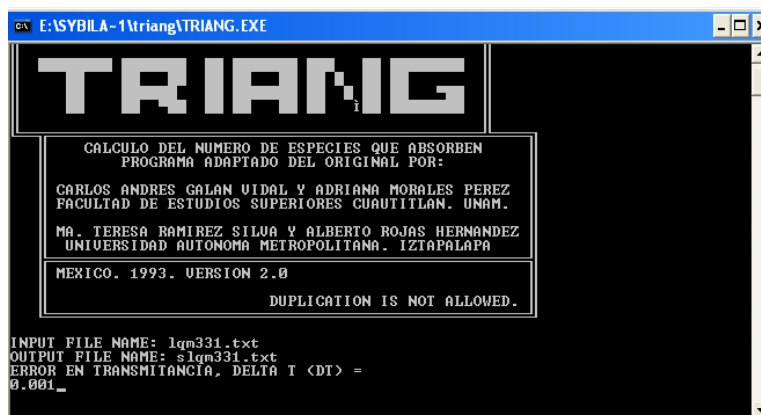 E:\SYBILA~1\triang\TRIANG.EXE
TRIANG
CALCULO DEL NUMERO DE ESPECIES QUE ABSORBEN
PROGRAMA ADAPTADO DEL ORIGINAL POR:
CARLOS ANDRES GALAN VIDAL Y ADRIANA MORALES PEREZ
FACULTAD DE ESTUDIOS SUPERIORES CUAUTITLAN. UNAM.
MA. TERESA RAMIREZ SILVA Y ALBERTO ROJAS HERNANDEZ
UNIVERSIDAD AUTONOMA METROPOLITANA. IZTAPALAPA
MEXICO. 1993. VERSION 2.0
DUPLICATION IS NOT ALLOWED.
INPUT FILE NAME: lqm331.txt
OUTPUT FILE NAME: slqm331.txt
ERROR EN TRANSMITANCIA, DELTA T (DT) =
0.001_